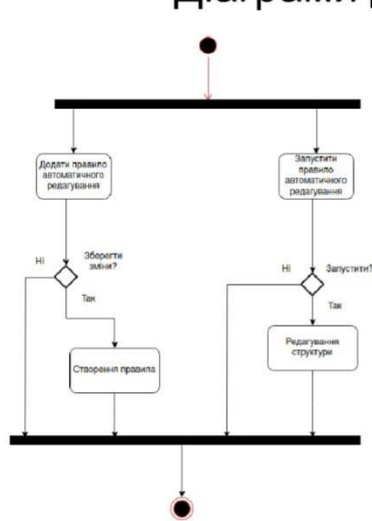 Додати правило
автоматичного
редагування
Запустити
правило
автоматичного
редагування
Ні
Зберегти
зміни?
Так
Ні
Запустити?
Так
Створення правила
Редагування
структури